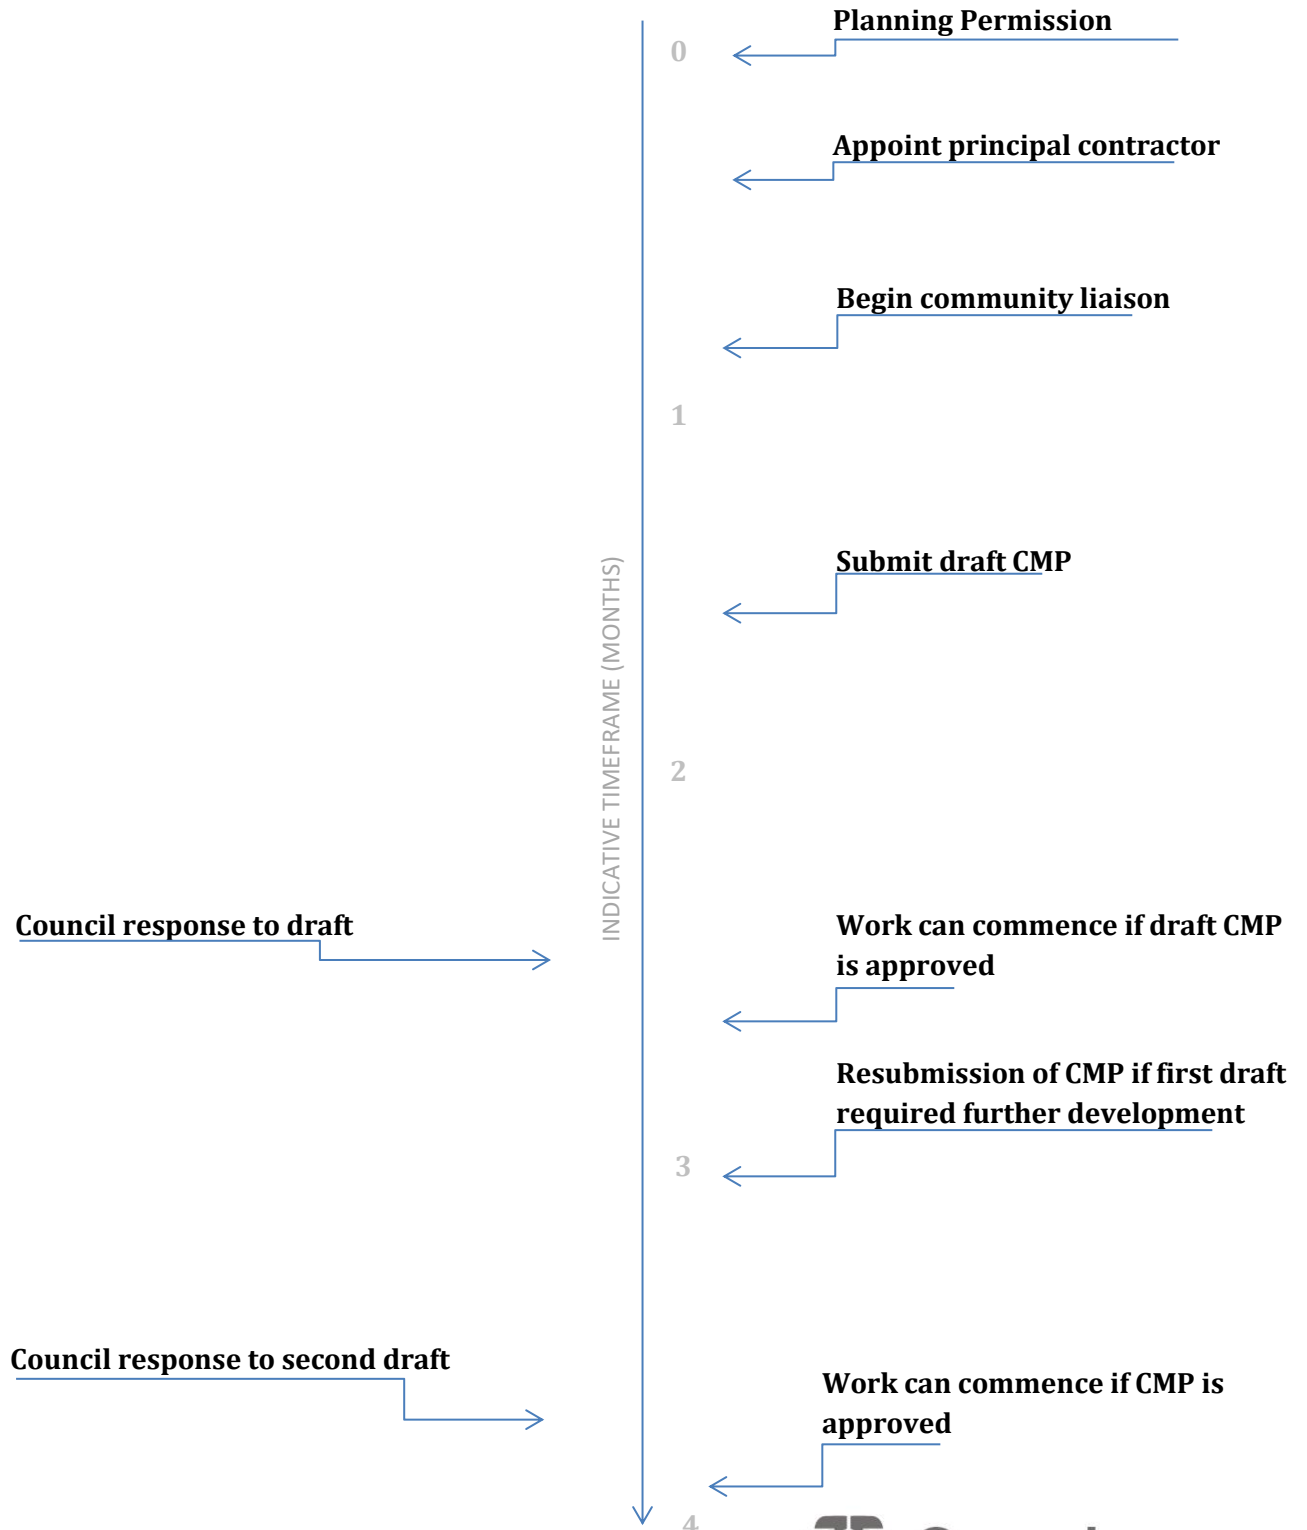 Planning Permission
0
Appoint principal contractor
Begin community liaison
1
Submit draft CMP
INDICATIVE TIMEFRAME (MONTHS)
2
Council response to draft
Work can commence if draft CMP
is approved
Resubmission of CMP if first draft
required further development
3
Council response to second draft
Work can commence if CMP is
approved
4